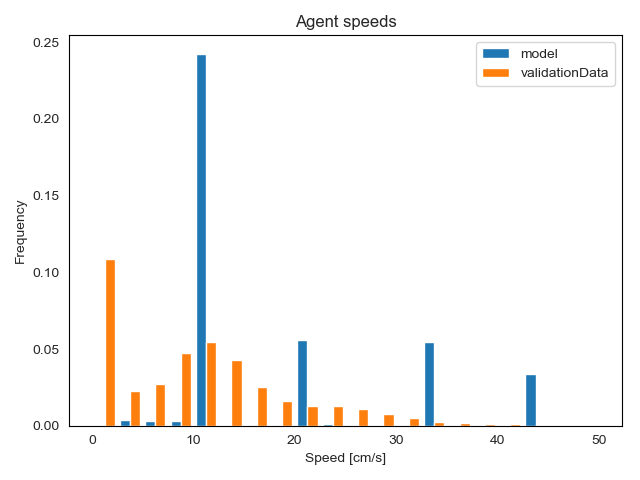 Agent speeds
model
validationData
Frequency
0.25
0.20
0.15
0.10
0.05
0.00
0 10 20 30 40 50
Speed [cm/s]